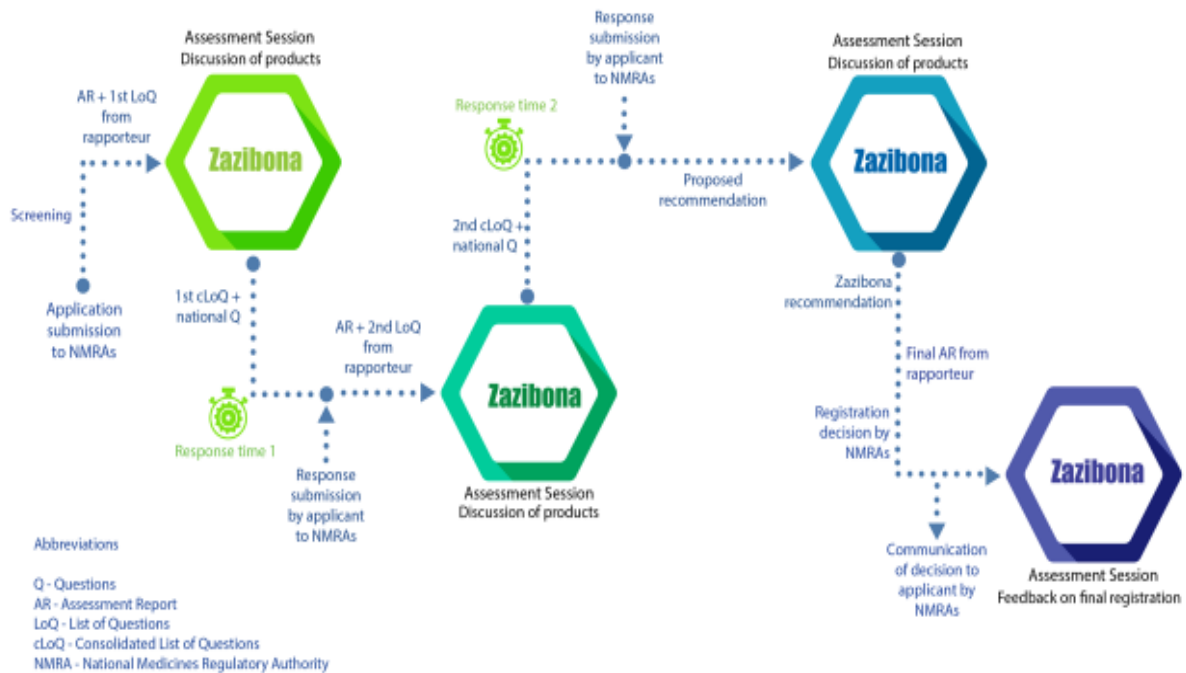 Assessment Session
Discussion of products
AR + 1st LoQ
from
rapporteur
Zazibona
Screening
Application
submission
to NMRAs
1st cLoQ +
national Q
Response time 1
Response
submission
by applicant
to NMRAs
AR + 2nd LoQ
from
rapporteur
Zazibona
Assessment Session
Discussion of products
2nd cLoQ +
national Q
Response time 2
Response
submission
by applicant
to NMRAs
Proposed
recommendation
Assessment Session
Discussion of products
Zazibona
Zazibona
recommendation
Final AR from
rapporteur
Registration
decision by
NMRAs
Communication
of decision to
applicant by
NMRAs
Zazibona
Assessment Session
Feedback on final registration
Abbreviations
Q - Questions
AR - Assessment Report
LoQ - List of Questions
cLoQ - Consolidated List of Questions
NMRA - National Medicines Regulatory Authority